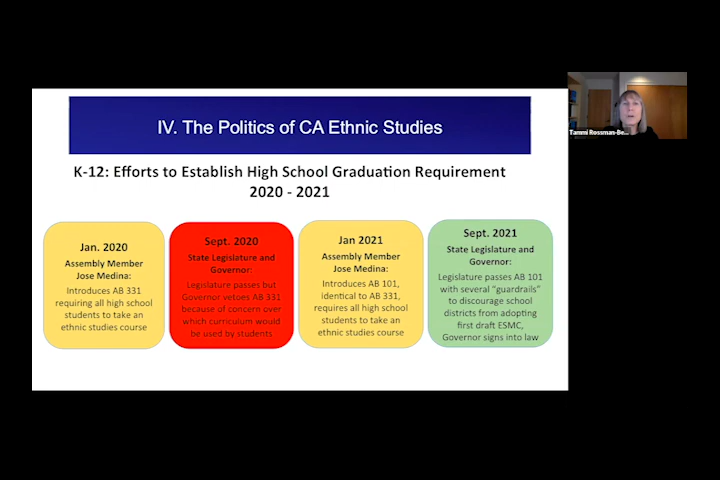 IV. The Politics of CA Ethnic Studies
K-12: Efforts to Establish High School Graduation Requirement
2020 - 2021
Jan. 2020
Assembly Member
Jose Medina:
Introduces AB 331
requiring all high school
students to take an
ethnic studies course
Sept. 2020
State Legislature and
Governor:
Legislature passes but
Governor vetoes AB 331
because of concern over
which curriculum would
be used by students
Jan 2021
Assembly Member
Jose Medina:
Introduces AB 101,
identical to AB 331,
requires all high school
students to take an
ethnic studies course
Sept. 2021
State Legislature and
Governor:
Legislature passes AB 101
with several “guardrails”
to discourage school
districts from adopting
first draft ESMC,
Governor signs into law
Tammi Rossman-Be...